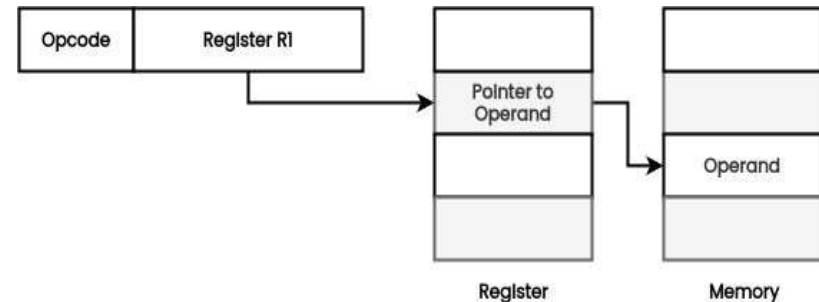 Opcode
Register R1
Pointer to
Operand
Operand
Register
Memory